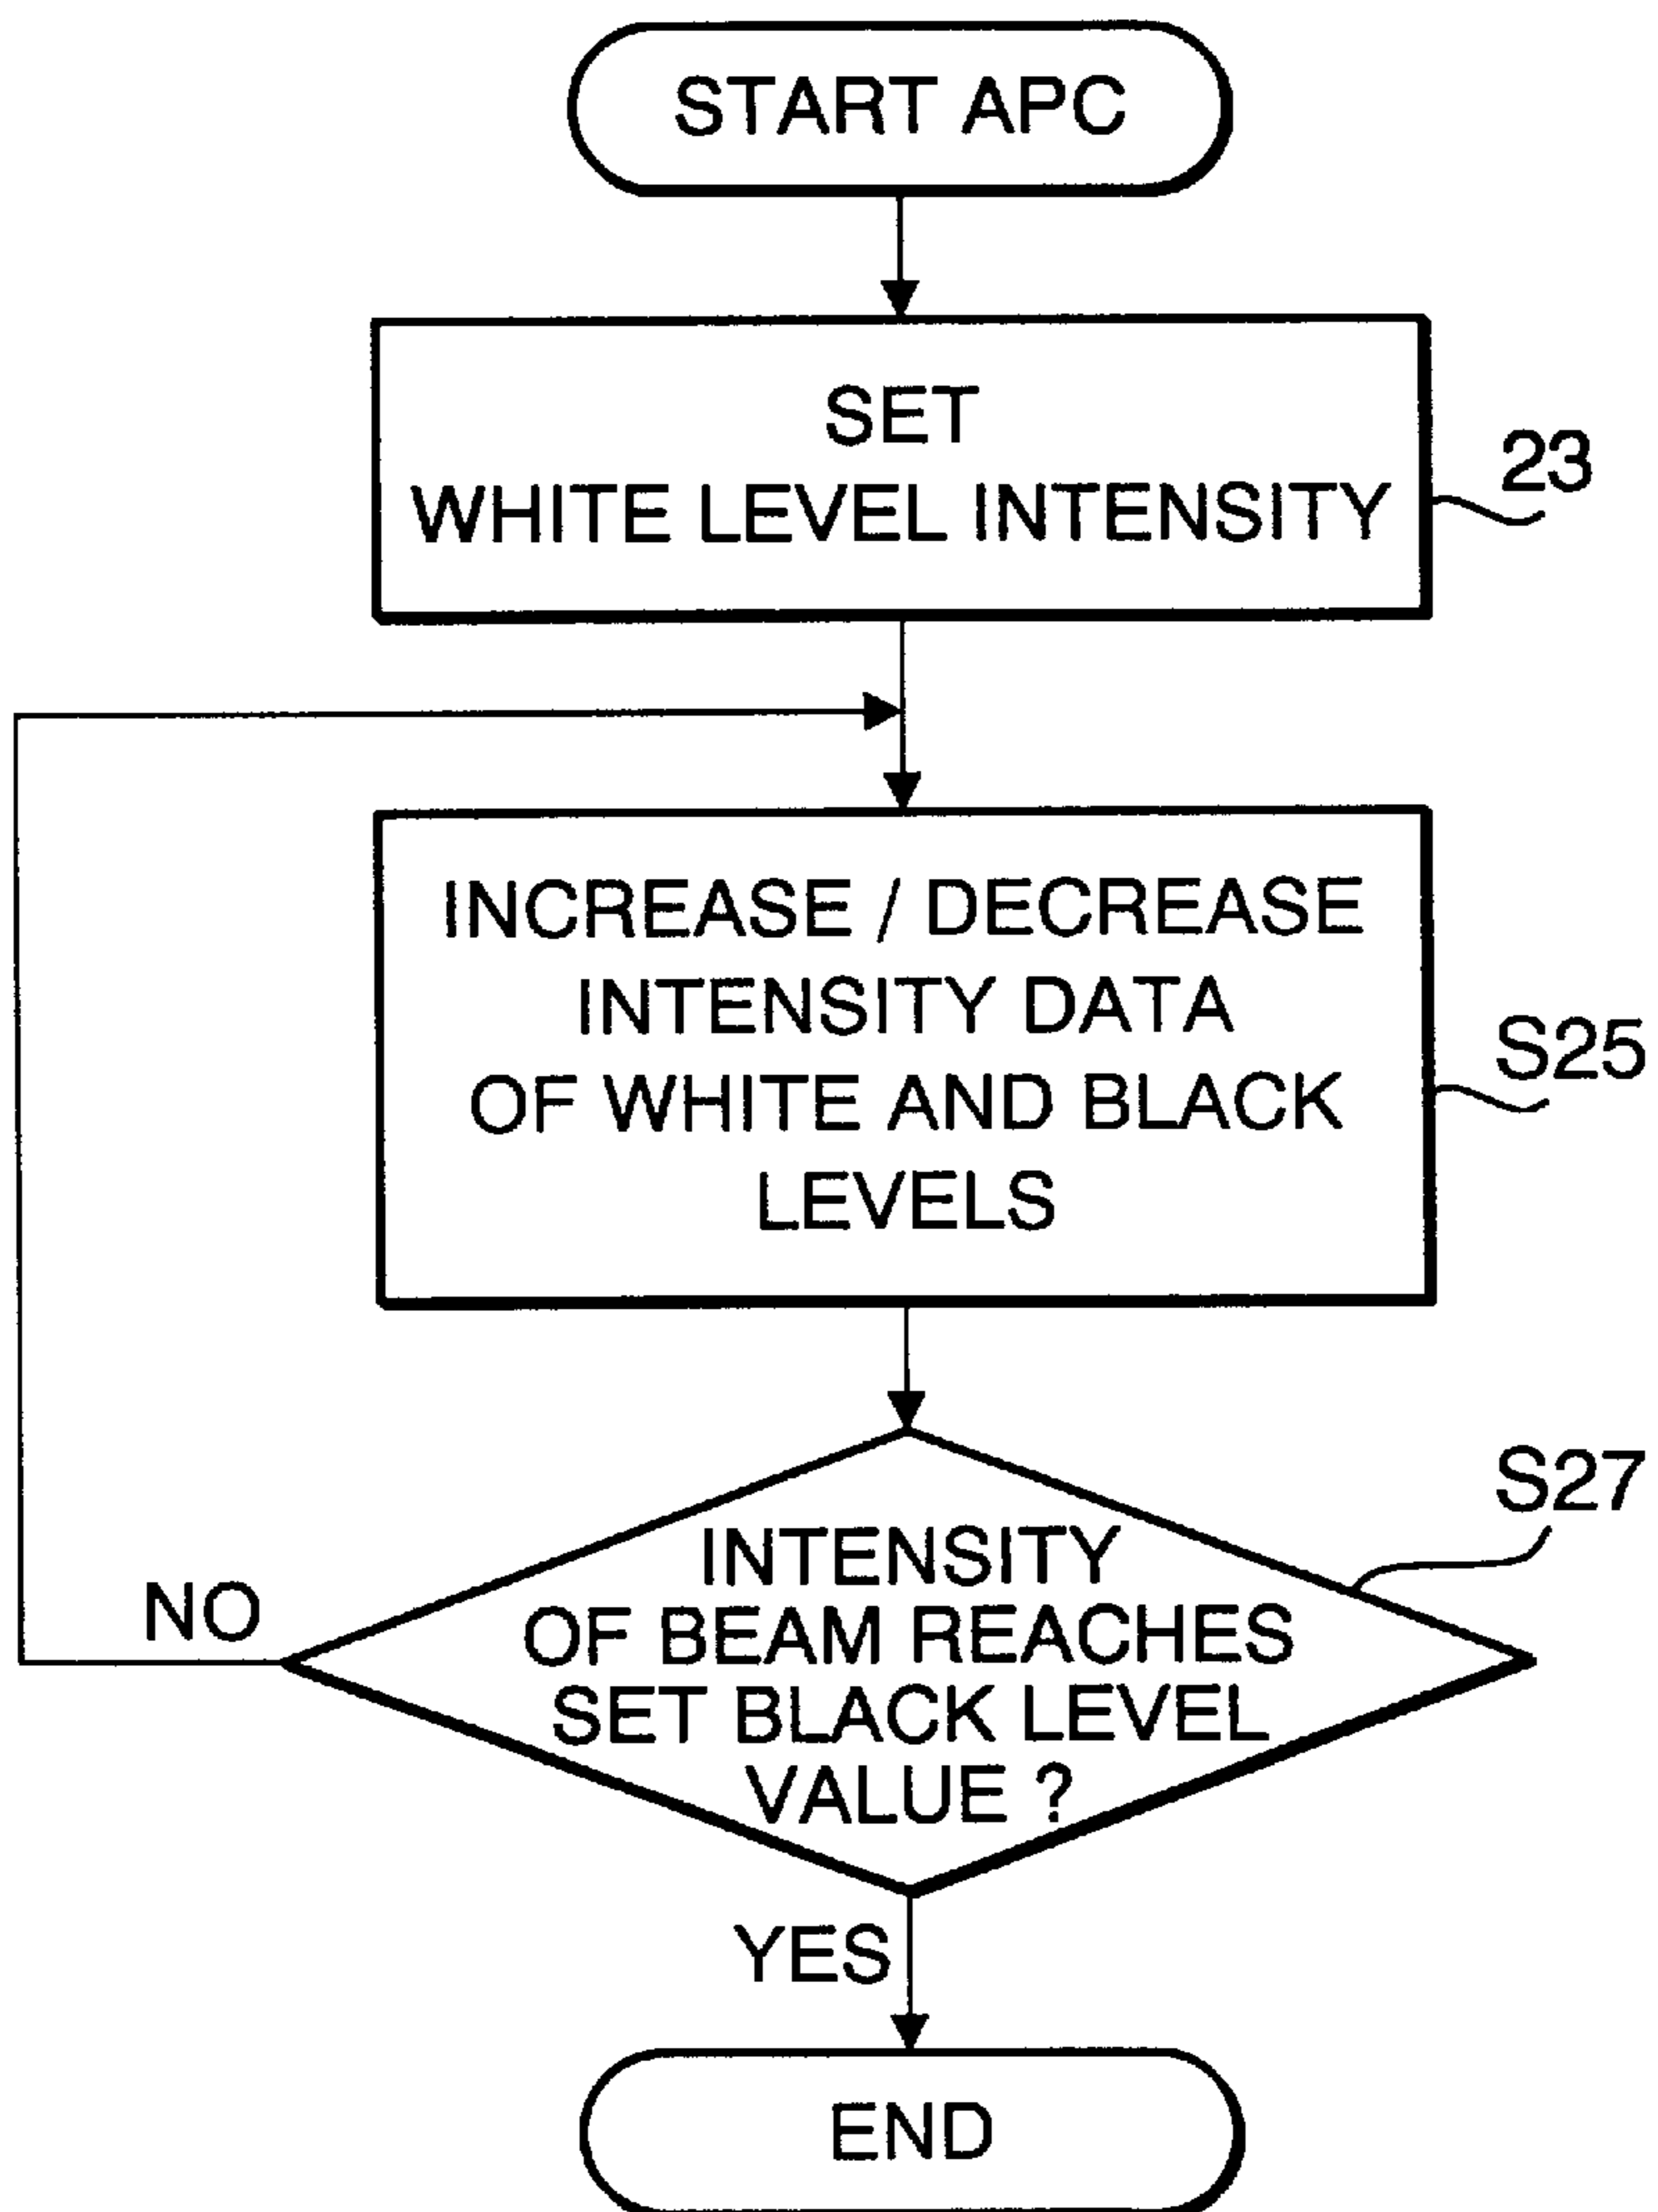 START APC
SET
WHITE LEVEL INTENSITY
23
INCREASE / DECREASE
INTENSITY DATA
OF WHITE AND BLACK
LEVELS
S25
S27
INTENSITY
OF BEAM REACHES
SET BLACK LEVEL
VALUE ?
NO
YES
END